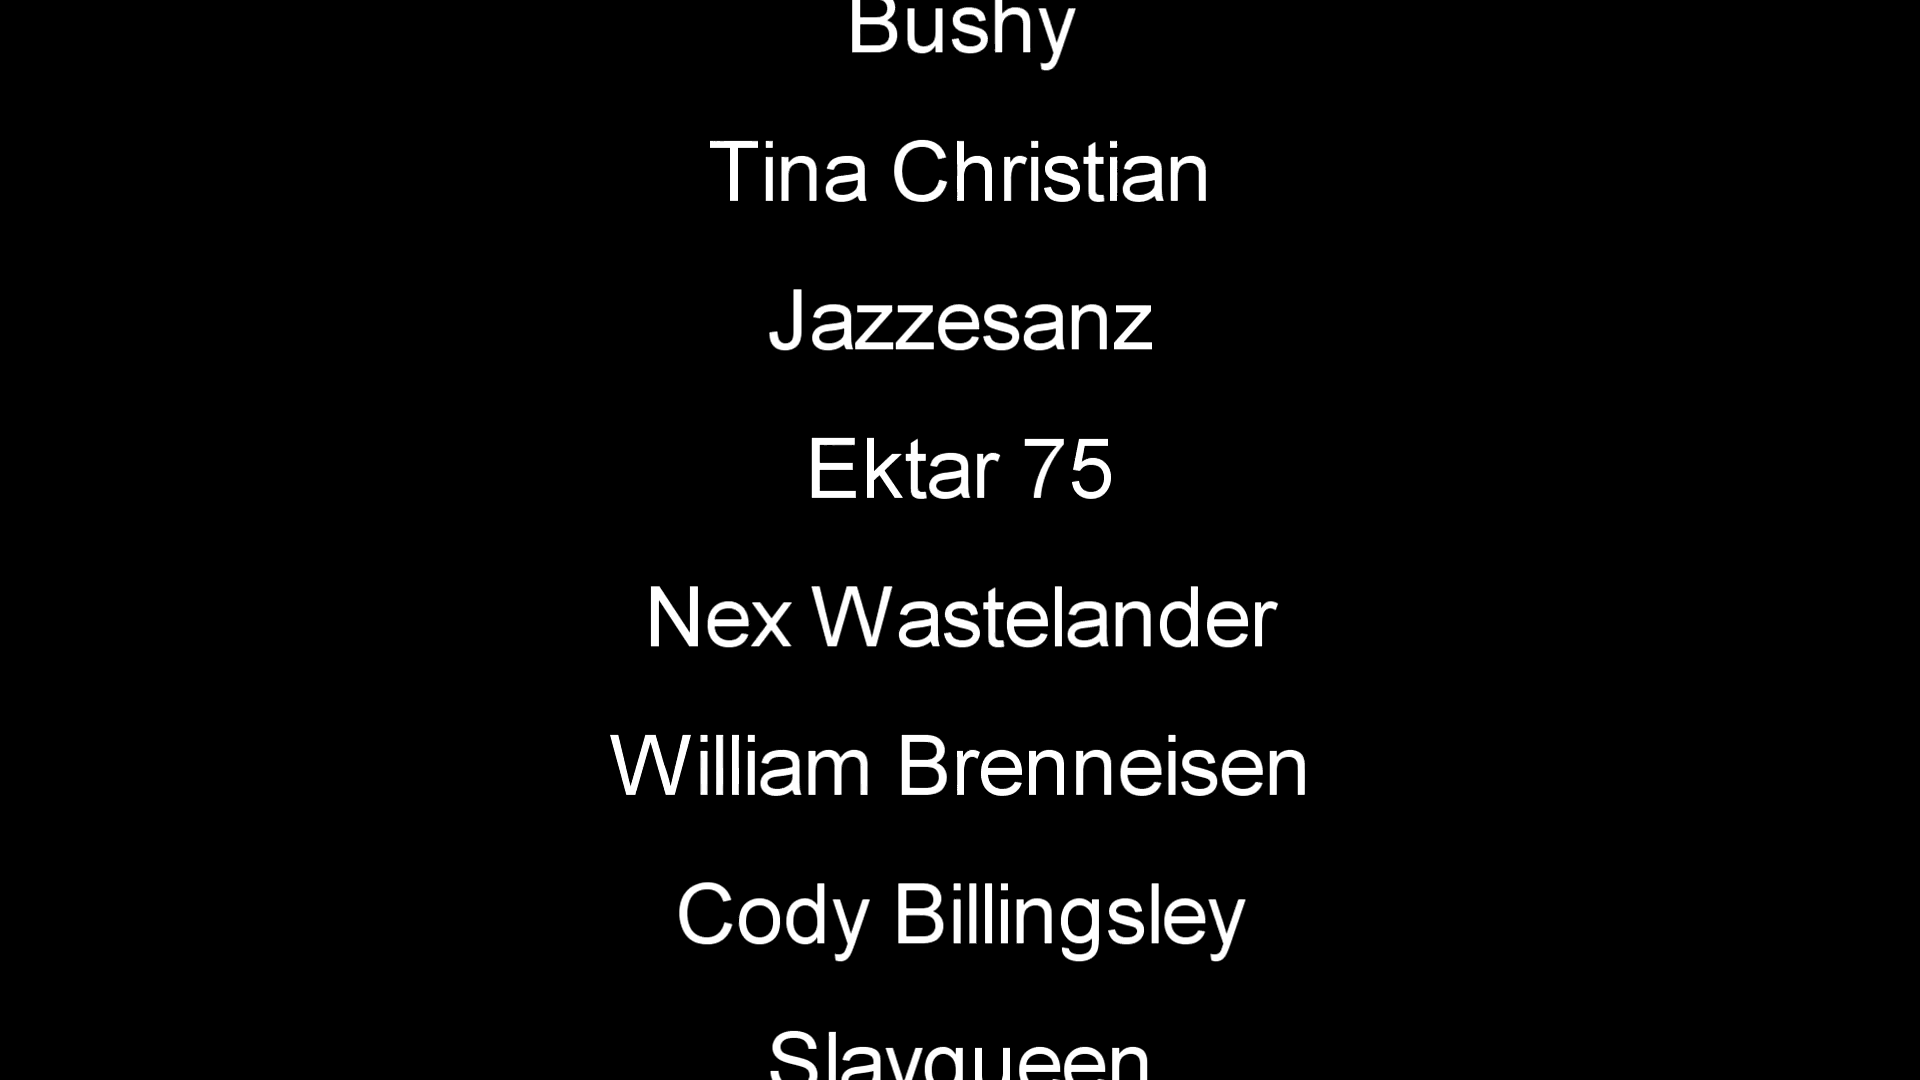 Bushy
Tina Christian
Jazzesanz
Ektar 75
Nex Wastelander
William Brenneisen
Cody Billingsley
Slayqueen